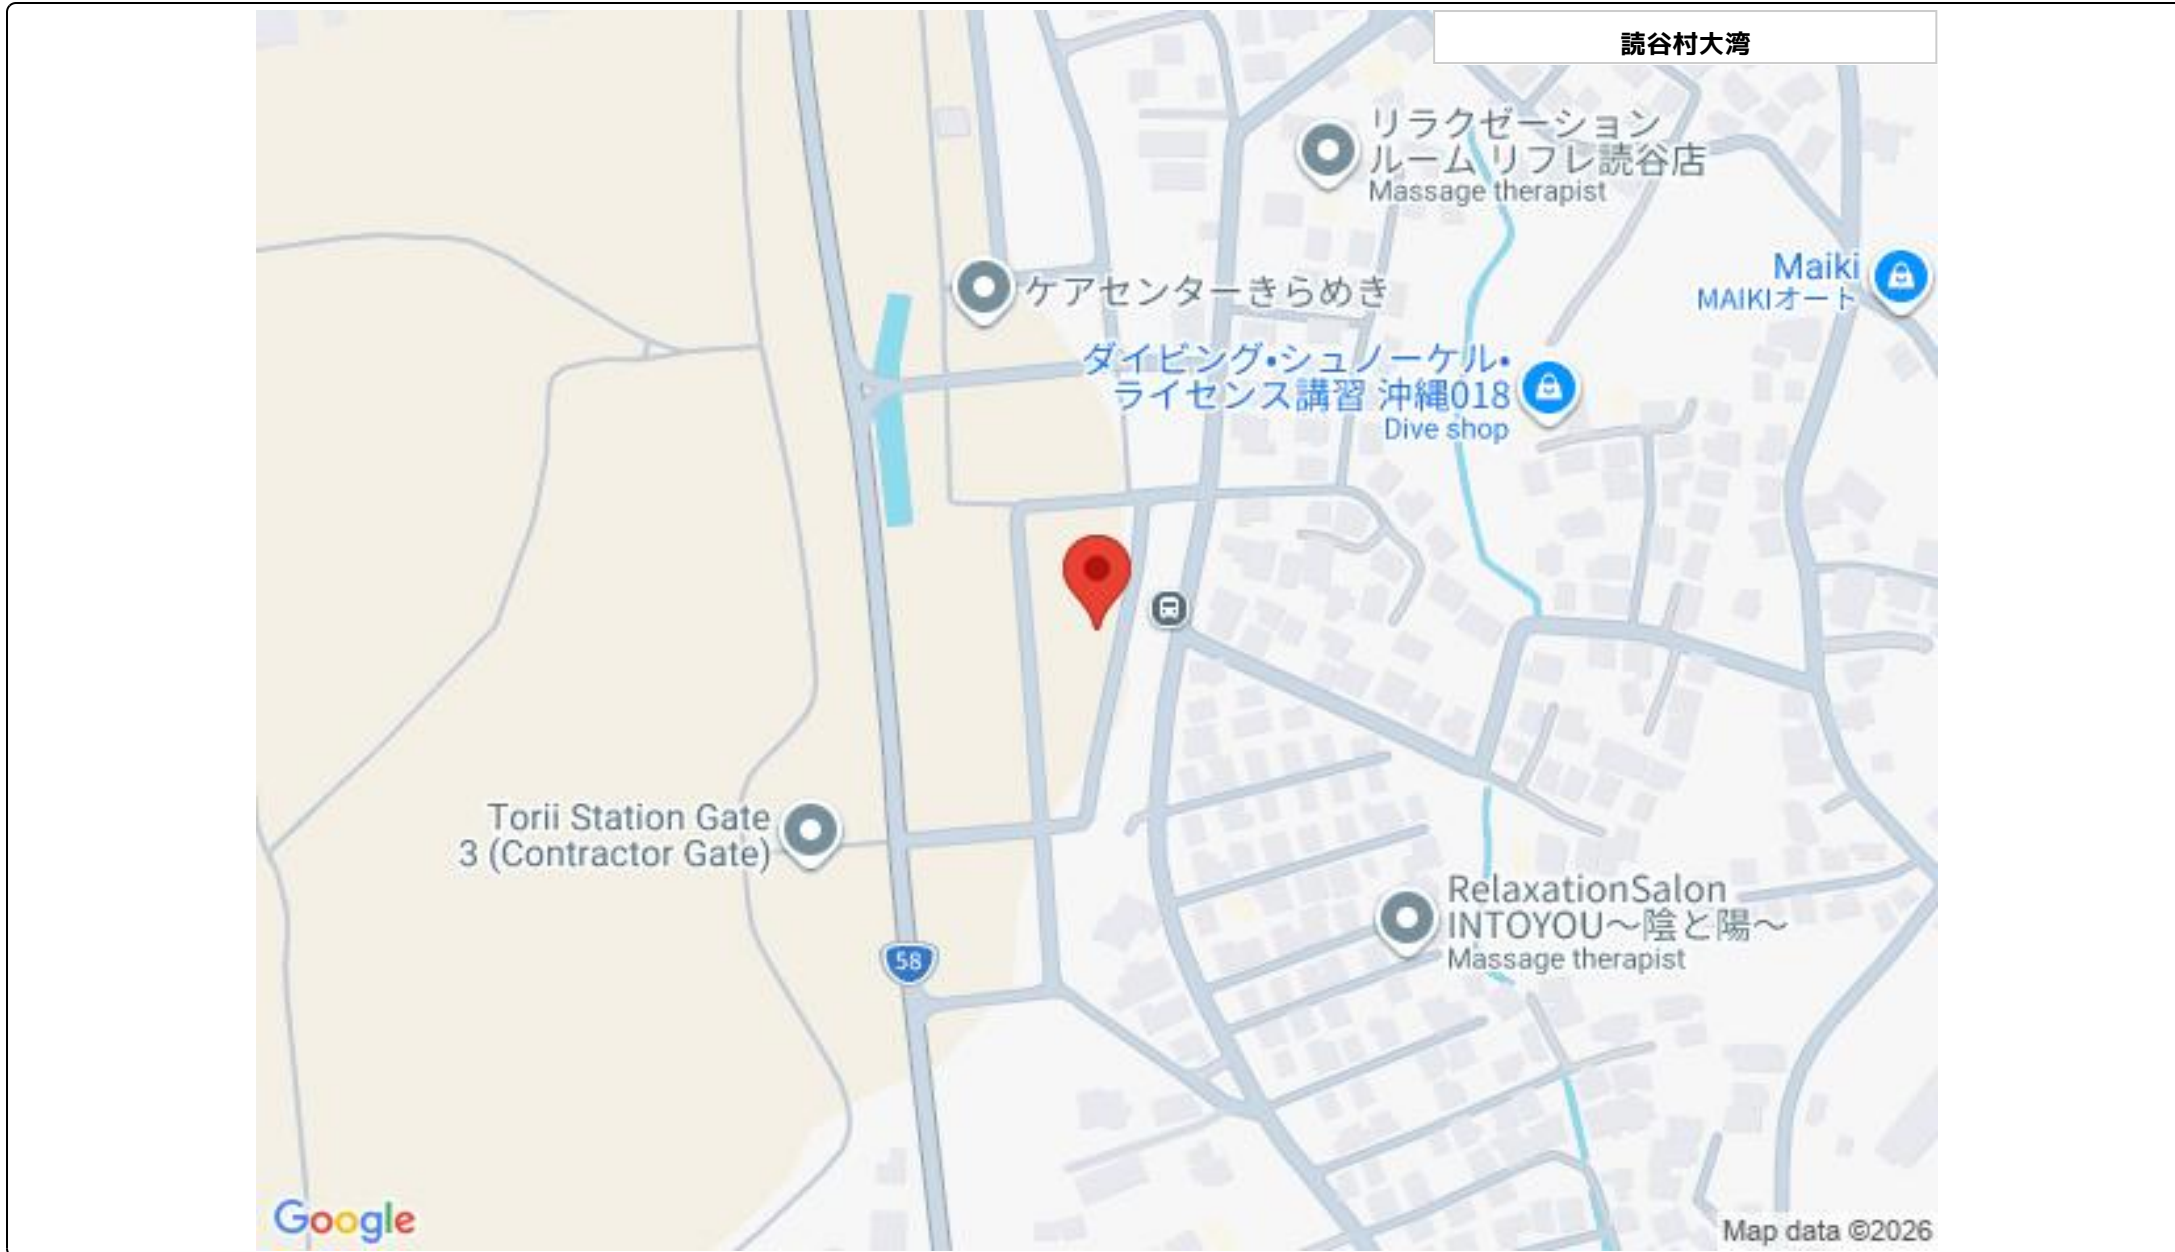 読谷村大湾
リラクゼーション
ルーム リフレ読谷店
Massage therapist
Maiki
MAIKIオート
ケアセンターきらめき
ダイビング•シュノーケル•
ライセンス講習 沖縄018
Dive shop
Torii Station Gate
3 (Contractor Gate)
RelaxationSalon
INTOYOU～陰と陽～
Massage therapist
58
Google
Map data ©2026